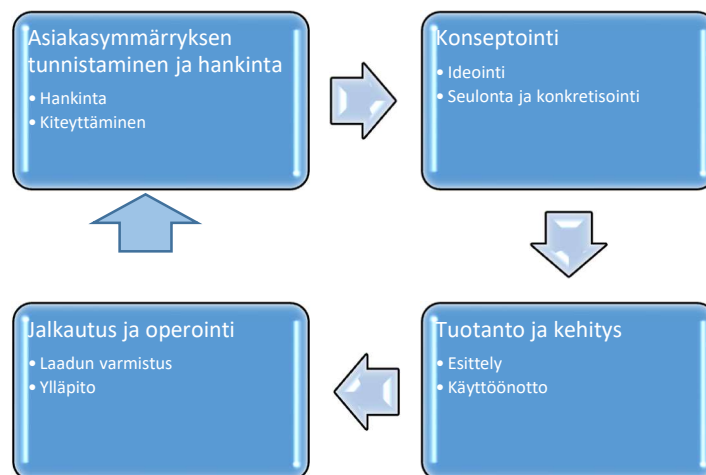 Asiakasymmärryksen
tunnistaminen ja hankinta
• Hankinta
• Kiteyttäminen
Konseptointi
• Ideointi
• Seulonta ja konkretisointi
Jalkautus ja operointi
• Laadun varmistus
• Ylläpito
Tuotanto ja kehitys
• Esittely
• Käyttöönotto